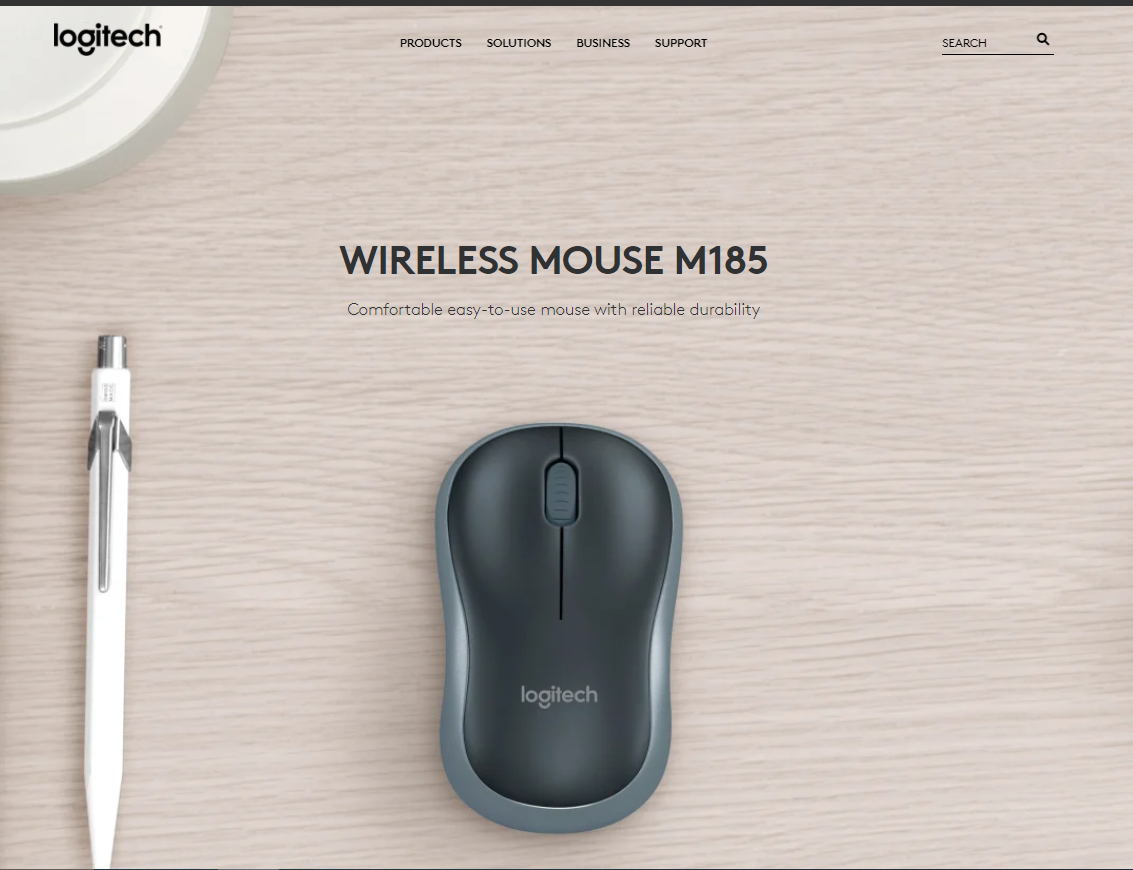 logitech
PRODUCTS SOLUTIONS BUSINESS SUPPORT
SEARCH
WIRELESS MOUSE M185
Comfortable easy-to-use mouse with reliable durability
logitech